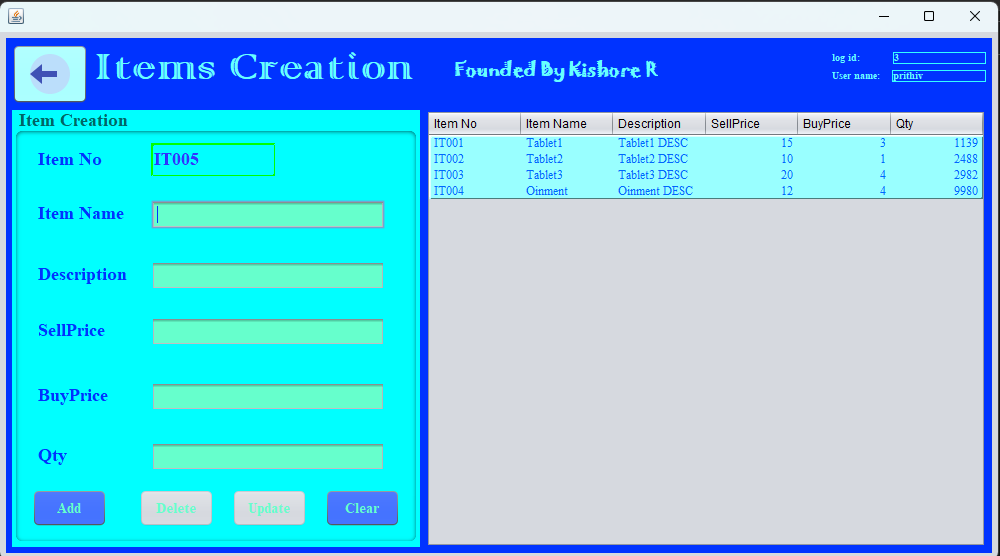 Items Creation
Founded By Kishore R
log id: 3
User name: prithiv
Item Creation
Item No IT005
Item Name
Description
SellPrice
BuyPrice
Qty
Add Delete Update Clear
Item No Item Name Description SellPrice BuyPrice Qty
IT001 Tablet1 Tablet1 DESC 15 3 1139
IT002 Tablet2 Tablet2 DESC 10 1 2488
IT003 Tablet3 Tablet3 DESC 20 4 2982
IT004 Oinment Oinment DESC 12 4 9980